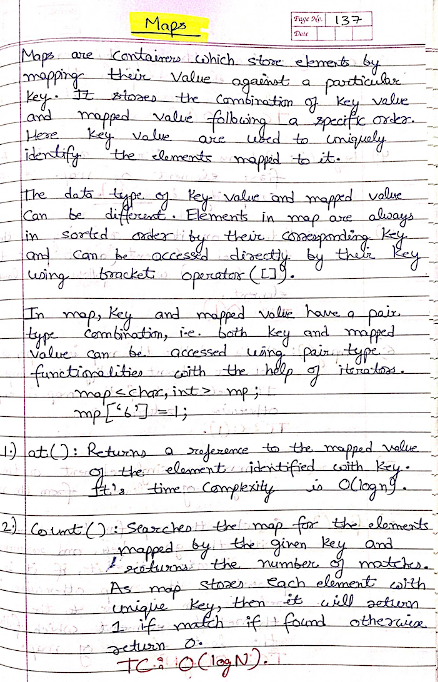 Maps
Page No. 137
Date
Maps are Containers which store elements by
mapping their value against a particular
Key. It stores the Combination of Key value
and mapped value following a specific order.
Here Key value are used to uniquely
identify the elements mapped to it.
The data type of Key value and mapped value
Can be different. Elements in map are always
in sorted order by their corresponding Key
and can be accessed directly by their Key
using bracket operator ([]).
In map, Key and mapped value have a pair
type combination, i.e. both Key and mapped
value can be accessed using pair type
functionalities with the help of iterators.
map<char, int> mp;
mp['b'] = 1;
1.) at(): Returns a reference to the mapped value
of the element identified with Key.
It's time Complexity is O(logn).
2.) Count(): Searches the map for the elements
mapped by the given Key and
returns the number of matches.
As map stores each element with
unique Key, then it will return
1 if match if found otherwise
return 0.
TC: O(logN).